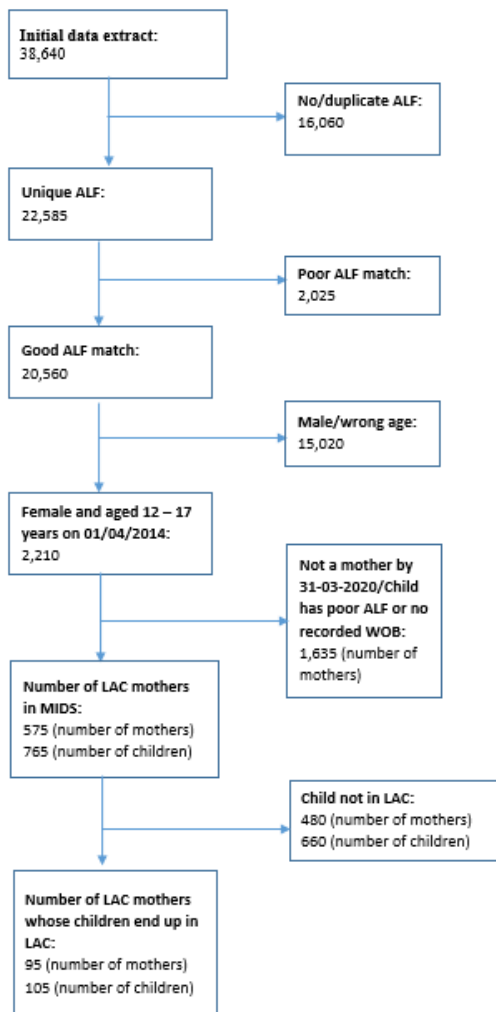 Initial data extract:
38,640
No/duplicate ALF:
16,060
Unique ALF:
22,585
Poor ALF match:
2,025
Good ALF match:
20,560
Male/wrong age:
15,020
Female and aged 12 – 17
years on 01/04/2014:
2,210
Not a mother by
31-03-2020/Child
has poor ALF or no
recorded WOB:
1,635 (number of
mothers)
Number of LAC mothers
in MIDS:
575 (number of mothers)
765 (number of children)
Child not in LAC:
480 (number of mothers)
660 (number of children)
Number of LAC mothers
whose children end up in
LAC:
95 (number of mothers)
105 (number of children)